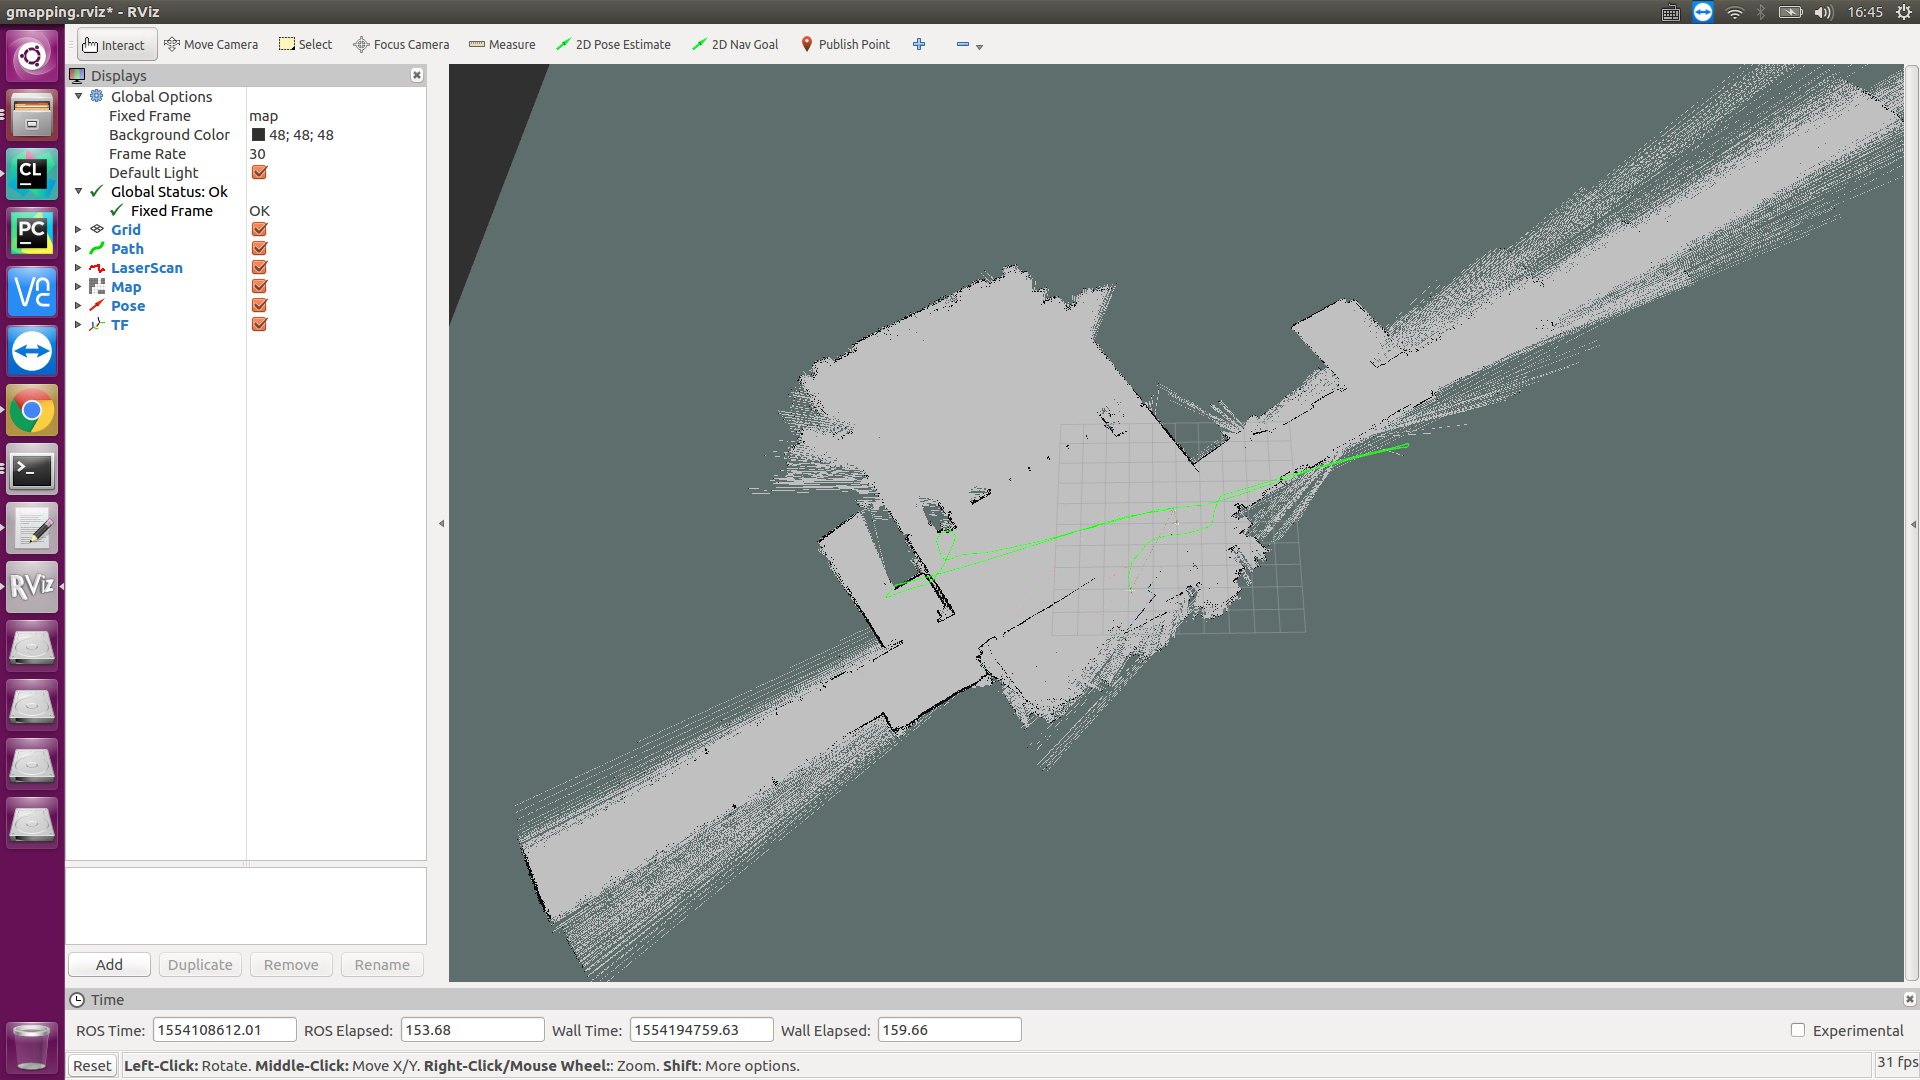 gmapping.rviz* - RViz
16:45
Interact Move Camera Select Focus Camera Measure 2D Pose Estimate 2D Nav Goal Publish Point
Displays
Global Options
Fixed Frame map
Background Color 48; 48; 48
Frame Rate 30
Default Light
Global Status: Ok
Fixed Frame OK
Grid
Path
LaserScan
Map
Pose
TF
CL
PC
Vnc
>_
RViz
Add Duplicate Remove Rename
Time
ROS Time: 1554108612.01 ROS Elapsed: 153.68 Wall Time: 1554194759.63 Wall Elapsed: 159.66 Experimental
Reset Left-Click: Rotate. Middle-Click: Move X/Y. Right-Click/Mouse Wheel:: Zoom. Shift: More options. 31 fps